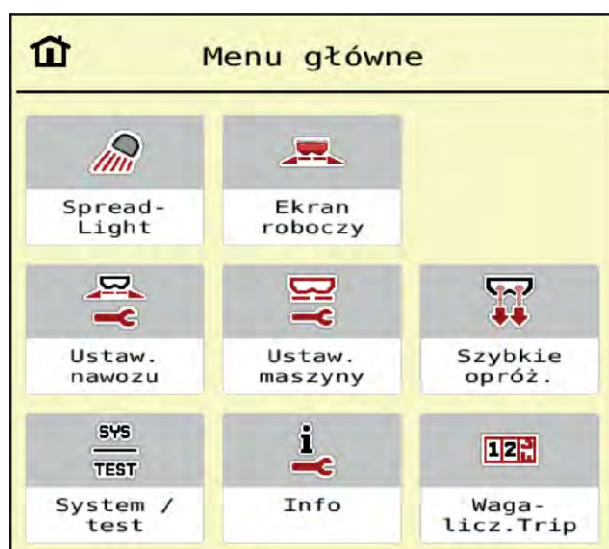 Menu główne
Spread-
Light
Ekran
roboczy
Ustaw.
nawozu
Ustaw.
maszyny
Szybkie
opróż.
SYS
TEST
System /
test
i
Info
123
Waga-
licz.Trip